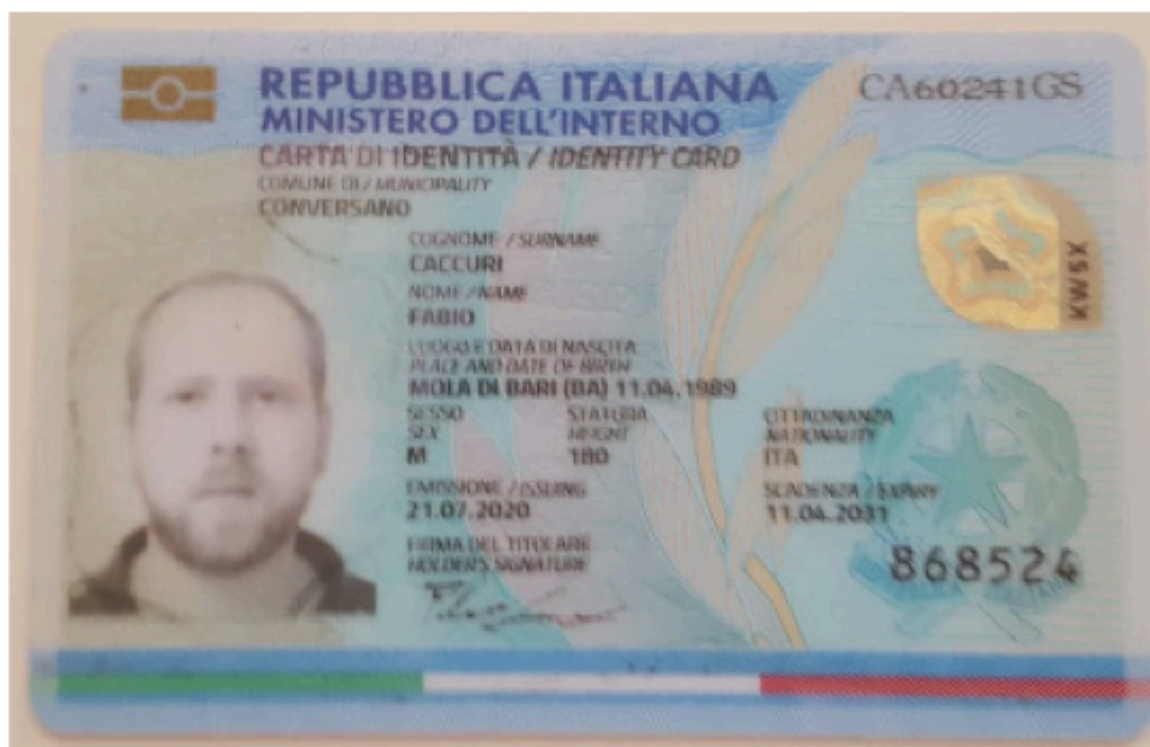 REPUBBLICA ITALIANA
CA60241GS
MINISTERO DELL'INTERNO
CARTA DI IDENTITÀ / IDENTITY CARD
COMUNE DI / MUNICIPALITY
CONVERSANO
COGNOME / SURNAME
CACCURI
NOME / NAME
FABIO
LUOGO E DATA DI NASCITA
PLACE AND DATE OF BIRTH
MOLA DI BARI (BA) 11.04.1989
SESSO STATURA CITTADINANZA
SEX HEIGHT NATIONALITY
M 180 ITA
EMISSIONE / ISSUING SCADENZA / EXPIRY
21.07.2020 11.04.2031
FIRMA DEL TITOLARE
HOLDER'S SIGNATURE
868524
KW5X